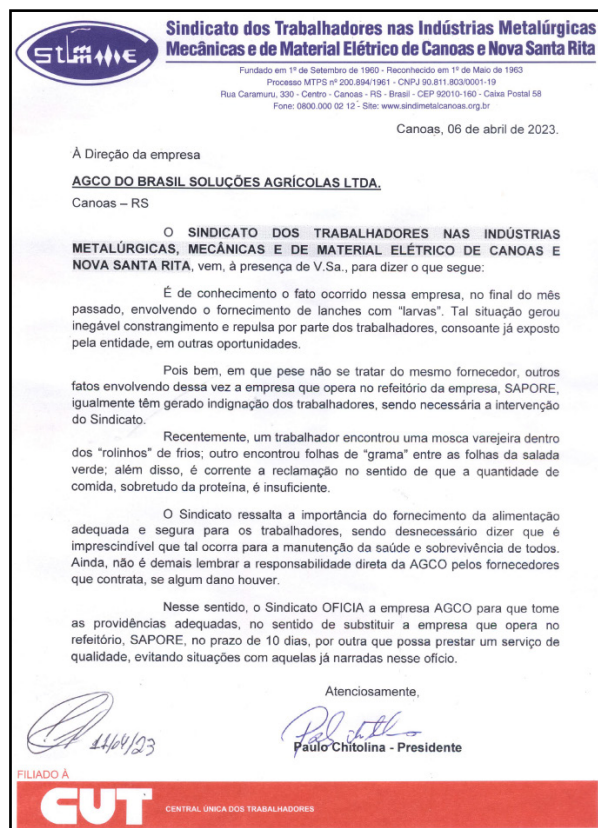 STIMMME
Sindicato dos Trabalhadores nas Indústrias Metalúrgicas
Mecânicas e de Material Elétrico de Canoas e Nova Santa Rita
Fundado em 1º de Setembro de 1960 - Reconhecido em 1º de Maio de 1963
Processo MTPS nº 200.894/1961 - CNPJ 90.811.803/0001-19
Rua Caramuru, 330 - Centro - Canoas - RS - Brasil - CEP 92010-160 - Caixa Postal 58
Fone: 0800.000 02 12 - Site: www.sindimetalcanoas.org.br
Canoas, 06 de abril de 2023.
À Direção da empresa
AGCO DO BRASIL SOLUÇÕES AGRÍCOLAS LTDA.
Canoas – RS
O SINDICATO DOS TRABALHADORES NAS INDÚSTRIAS
METALÚRGICAS, MECÂNICAS E DE MATERIAL ELÉTRICO DE CANOAS E
NOVA SANTA RITA, vem, à presença de V.Sa., para dizer o que segue:
É de conhecimento o fato ocorrido nessa empresa, no final do mês
passado, envolvendo o fornecimento de lanches com “larvas”. Tal situação gerou
inegável constrangimento e repulsa por parte dos trabalhadores, consoante já exposto
pela entidade, em outras oportunidades.
Pois bem, em que pese não se tratar do mesmo fornecedor, outros
fatos envolvendo dessa vez a empresa que opera no refeitório da empresa, SAPORE,
igualmente têm gerado indignação dos trabalhadores, sendo necessária a intervenção
do Sindicato.
Recentemente, um trabalhador encontrou uma mosca varejeira dentro
dos “rolinhos” de frios; outro encontrou folhas de “grama” entre as folhas da salada
verde; além disso, é corrente a reclamação no sentido de que a quantidade de
comida, sobretudo da proteína, é insuficiente.
O Sindicato ressalta a importância do fornecimento da alimentação
adequada e segura para os trabalhadores, sendo desnecessário dizer que é
imprescindível que tal ocorra para a manutenção da saúde e sobrevivência de todos.
Ainda, não é demais lembrar a responsabilidade direta da AGCO pelos fornecedores
que contrata, se algum dano houver.
Nesse sentido, o Sindicato OFICIA a empresa AGCO para que tome
as providências adequadas, no sentido de substituir a empresa que opera no
refeitório, SAPORE, no prazo de 10 dias, por outra que possa prestar um serviço de
qualidade, evitando situações com aquelas já narradas nesse ofício.
Atenciosamente,
11/04/23
Paulo Chitolina - Presidente
FILIADO À
CUT
CENTRAL ÚNICA DOS TRABALHADORES